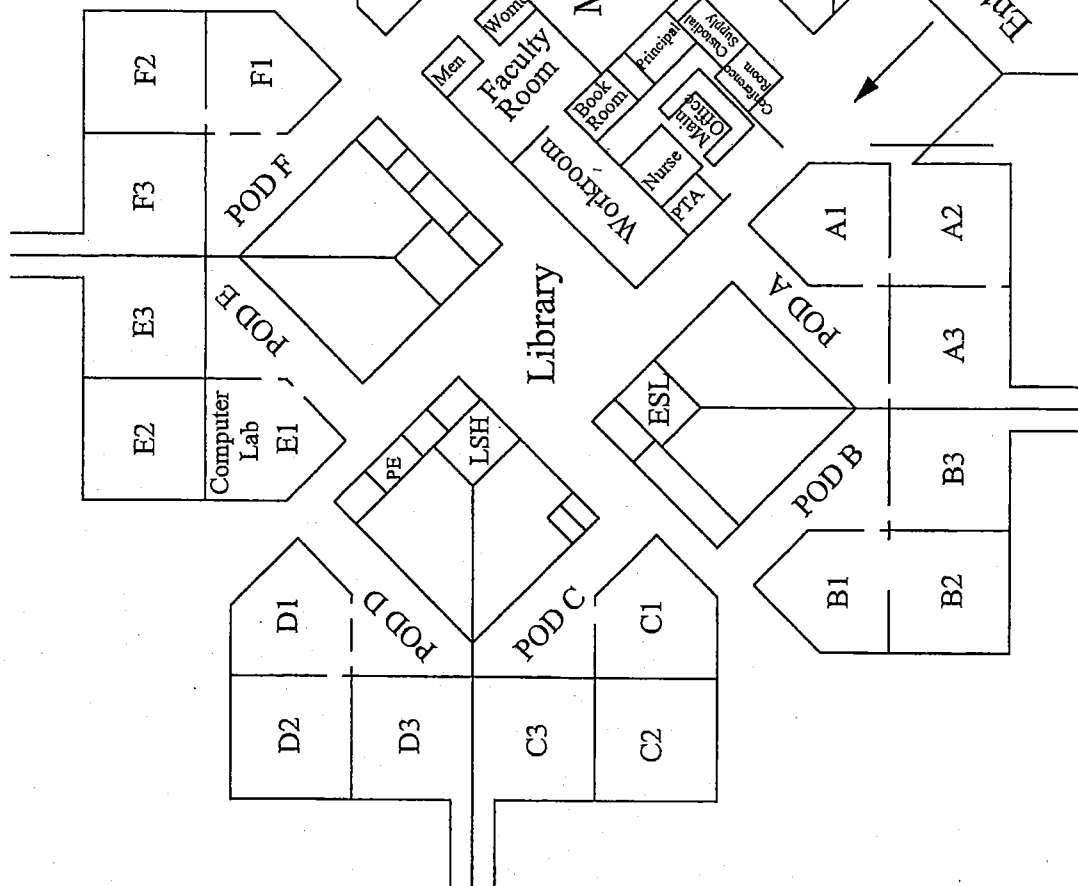 F2
F1
F3
POD F
E3
POD E
E2
Computer
Lab
E1
Men
Faculty
Room
Book
Room
Principal
Custodial
Supply
Conference
Room
Main
Office
Nurse
PTA
Workroom
Library
A1
A2
A3
POD A
ESL
POD B
B3
B1
B2
PE
LSH
D1
POD D
D2
D3
POD C
C1
C3
C2